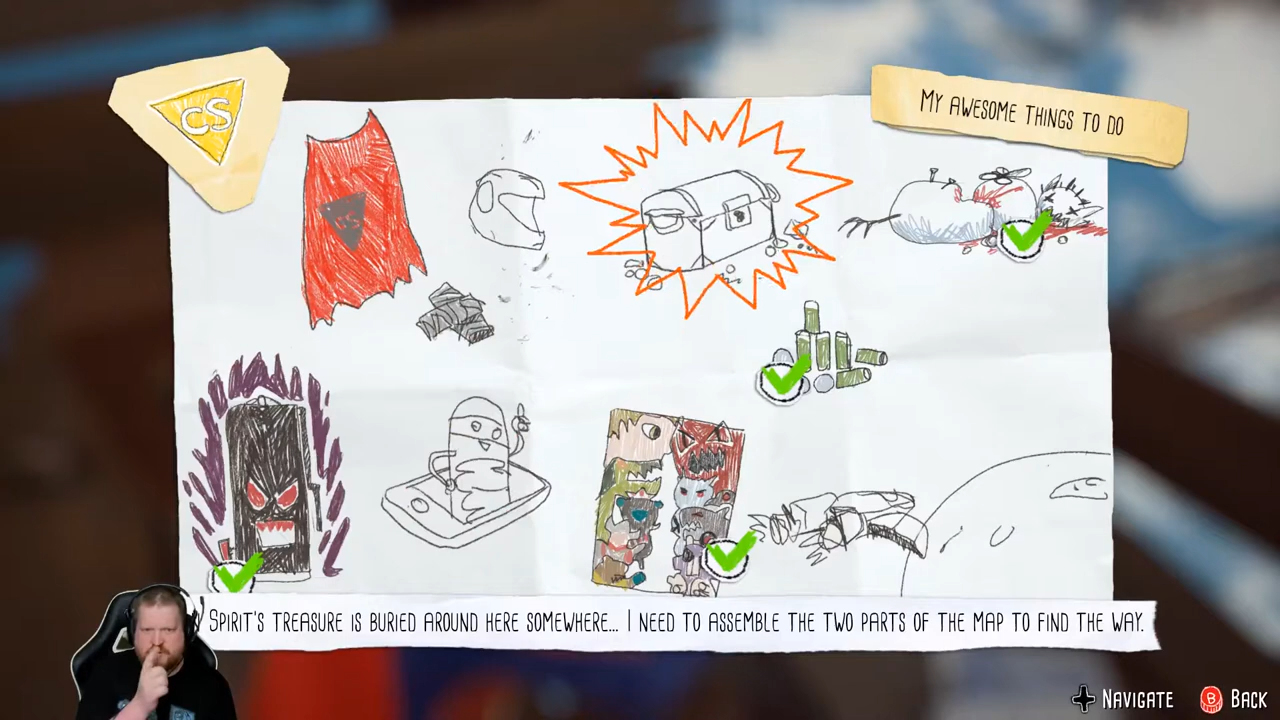 CS
MY AWESOME THINGS TO DO
SPIRIT'S TREASURE IS BURIED AROUND HERE SOMEWHERE... I NEED TO ASSEMBLE THE TWO PARTS OF THE MAP TO FIND THE WAY.
NAVIGATE
B BACK